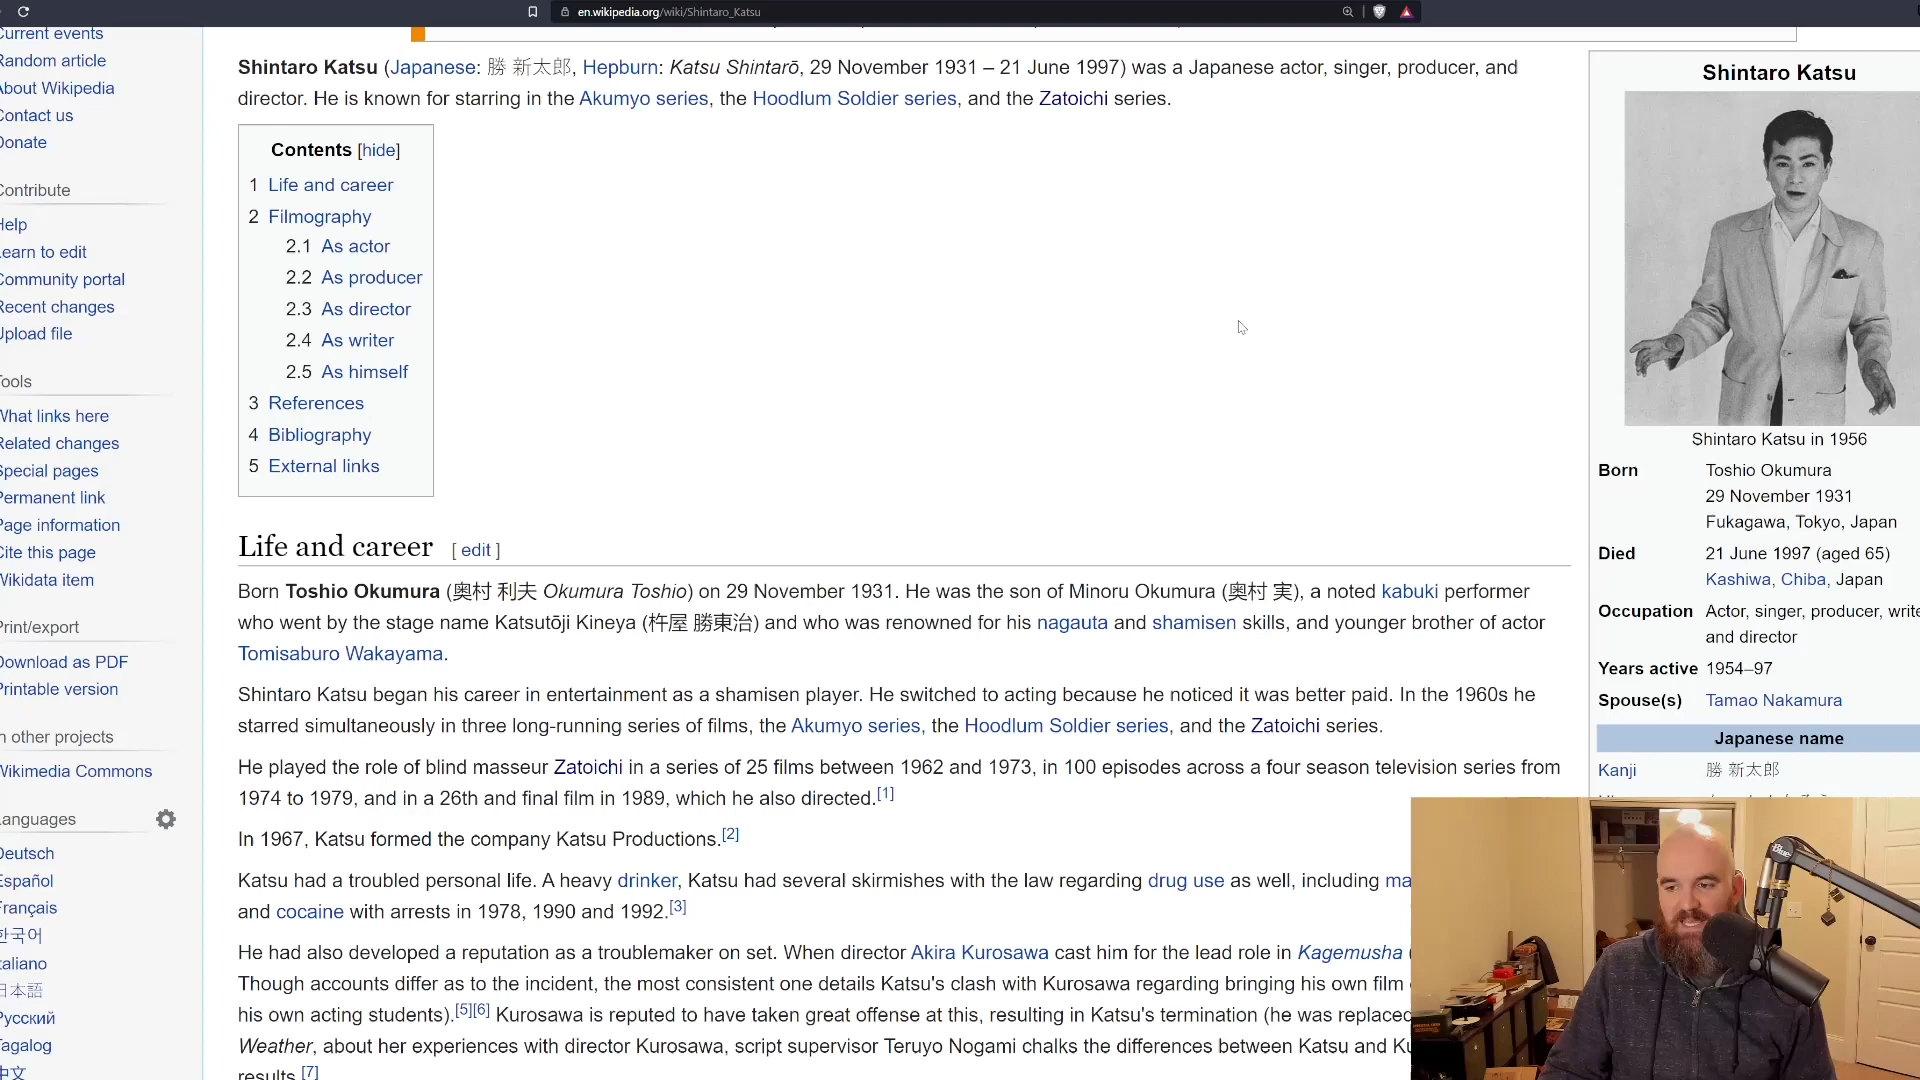 en.wikipedia.org/wiki/Shintaro_Katsu
Current events
Random article
About Wikipedia
Contact us
Donate
Contribute
Help
Learn to edit
Community portal
Recent changes
Upload file
Tools
What links here
Related changes
Special pages
Permanent link
Page information
Cite this page
Wikidata item
Print/export
Download as PDF
Printable version
In other projects
Wikimedia Commons
Languages
Deutsch
Español
Français
한국어
Italiano
日本語
Русский
Tagalog
中文
Shintaro Katsu (Japanese: 勝 新太郎, Hepburn: Katsu Shintarō, 29 November 1931 – 21 June 1997) was a Japanese actor, singer, producer, and
director. He is known for starring in the Akumyo series, the Hoodlum Soldier series, and the Zatoichi series.
Contents [hide]
1 Life and career
2 Filmography
2.1 As actor
2.2 As producer
2.3 As director
2.4 As writer
2.5 As himself
3 References
4 Bibliography
5 External links
Life and career [ edit ]
Born Toshio Okumura (奥村 利夫 Okumura Toshio) on 29 November 1931. He was the son of Minoru Okumura (奥村 実), a noted kabuki performer
who went by the stage name Katsutōji Kineya (杵屋 勝東治) and who was renowned for his nagauta and shamisen skills, and younger brother of actor
Tomisaburo Wakayama.
Shintaro Katsu began his career in entertainment as a shamisen player. He switched to acting because he noticed it was better paid. In the 1960s he
starred simultaneously in three long-running series of films, the Akumyo series, the Hoodlum Soldier series, and the Zatoichi series.
He played the role of blind masseur Zatoichi in a series of 25 films between 1962 and 1973, in 100 episodes across a four season television series from
1974 to 1979, and in a 26th and final film in 1989, which he also directed.[1]
In 1967, Katsu formed the company Katsu Productions.[2]
Katsu had a troubled personal life. A heavy drinker, Katsu had several skirmishes with the law regarding drug use as well, including ma
and cocaine with arrests in 1978, 1990 and 1992.[3]
He had also developed a reputation as a troublemaker on set. When director Akira Kurosawa cast him for the lead role in Kagemusha
Though accounts differ as to the incident, the most consistent one details Katsu's clash with Kurosawa regarding bringing his own film
his own acting students).[5][6] Kurosawa is reputed to have taken great offense at this, resulting in Katsu's termination (he was replaced
Weather, about her experiences with director Kurosawa, script supervisor Teruyo Nogami chalks the differences between Katsu and Ku
results.[7]
Shintaro Katsu
Shintaro Katsu in 1956
Born Toshio Okumura
29 November 1931
Fukagawa, Tokyo, Japan
Died 21 June 1997 (aged 65)
Kashiwa, Chiba, Japan
Occupation Actor, singer, producer, write
and director
Years active 1954–97
Spouse(s) Tamao Nakamura
Japanese name
Kanji 勝 新太郎
Blue